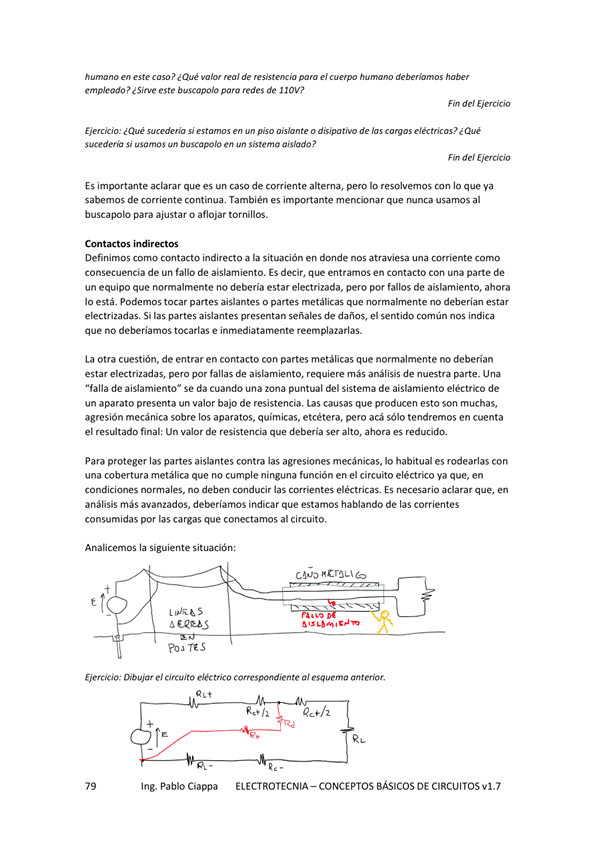 humano en este caso? ¿Qué valor real de resistencia para el cuerpo humano deberíamos haber
empleado? ¿Sirve este buscapolo para redes de 110V?
Fin del Ejercicio
Ejercicio: ¿Qué sucedería si estamos en un piso aislante o disipativo de las cargas eléctricas? ¿Qué
sucedería si usamos un buscapolo en un sistema aislado?
Fin del Ejercicio
Es importante aclarar que es un caso de corriente alterna, pero lo resolvemos con lo que ya
sabemos de corriente continua. También es importante mencionar que nunca usamos al
buscapolo para ajustar o aflojar tornillos.
Contactos indirectos
Definimos como contacto indirecto a la situación en donde nos atraviesa una corriente como
consecuencia de un fallo de aislamiento. Es decir, que entramos en contacto con una parte de
un equipo que normalmente no debería estar electrizada, pero por fallos de aislamiento, ahora
lo está. Podemos tocar partes aislantes o partes metálicas que normalmente no deberían estar
electrizadas. Si las partes aislantes presentan señales de daños, el sentido común nos indica
que no deberíamos tocarlas e inmediatamente reemplazarlas.
La otra cuestión, de entrar en contacto con partes metálicas que normalmente no deberían
estar electrizadas, pero por fallas de aislamiento, requiere más análisis de nuestra parte. Una
“falla de aislamiento” se da cuando una zona puntual del sistema de aislamiento eléctrico de
un aparato presenta un valor bajo de resistencia. Las causas que producen esto son muchas,
agresión mecánica sobre los aparatos, químicas, etcétera, pero acá sólo tendremos en cuenta
el resultado final: Un valor de resistencia que debería ser alto, ahora es reducido.
Para proteger las partes aislantes contra las agresiones mecánicas, lo habitual es rodearlas con
una cobertura metálica que no cumple ninguna función en el circuito eléctrico ya que, en
condiciones normales, no deben conducir las corrientes eléctricas. Es necesario aclarar que, en
análisis más avanzados, deberíamos indicar que estamos hablando de las corrientes
consumidas por las cargas que conectamos al circuito.
Analicemos la siguiente situación:
CAÑO METALICO
+
E
-
LINEAS
AEREAS
EN
POSTES
FALLO DE
AISLAMIENTO
Ejercicio: Dibujar el circuito eléctrico correspondiente al esquema anterior.
RL+
Rc+/2
Rc+/2
Rd
+
E
-
RL
RL-
Rc-
79 Ing. Pablo Ciappa ELECTROTECNIA – CONCEPTOS BÁSICOS DE CIRCUITOS v1.7